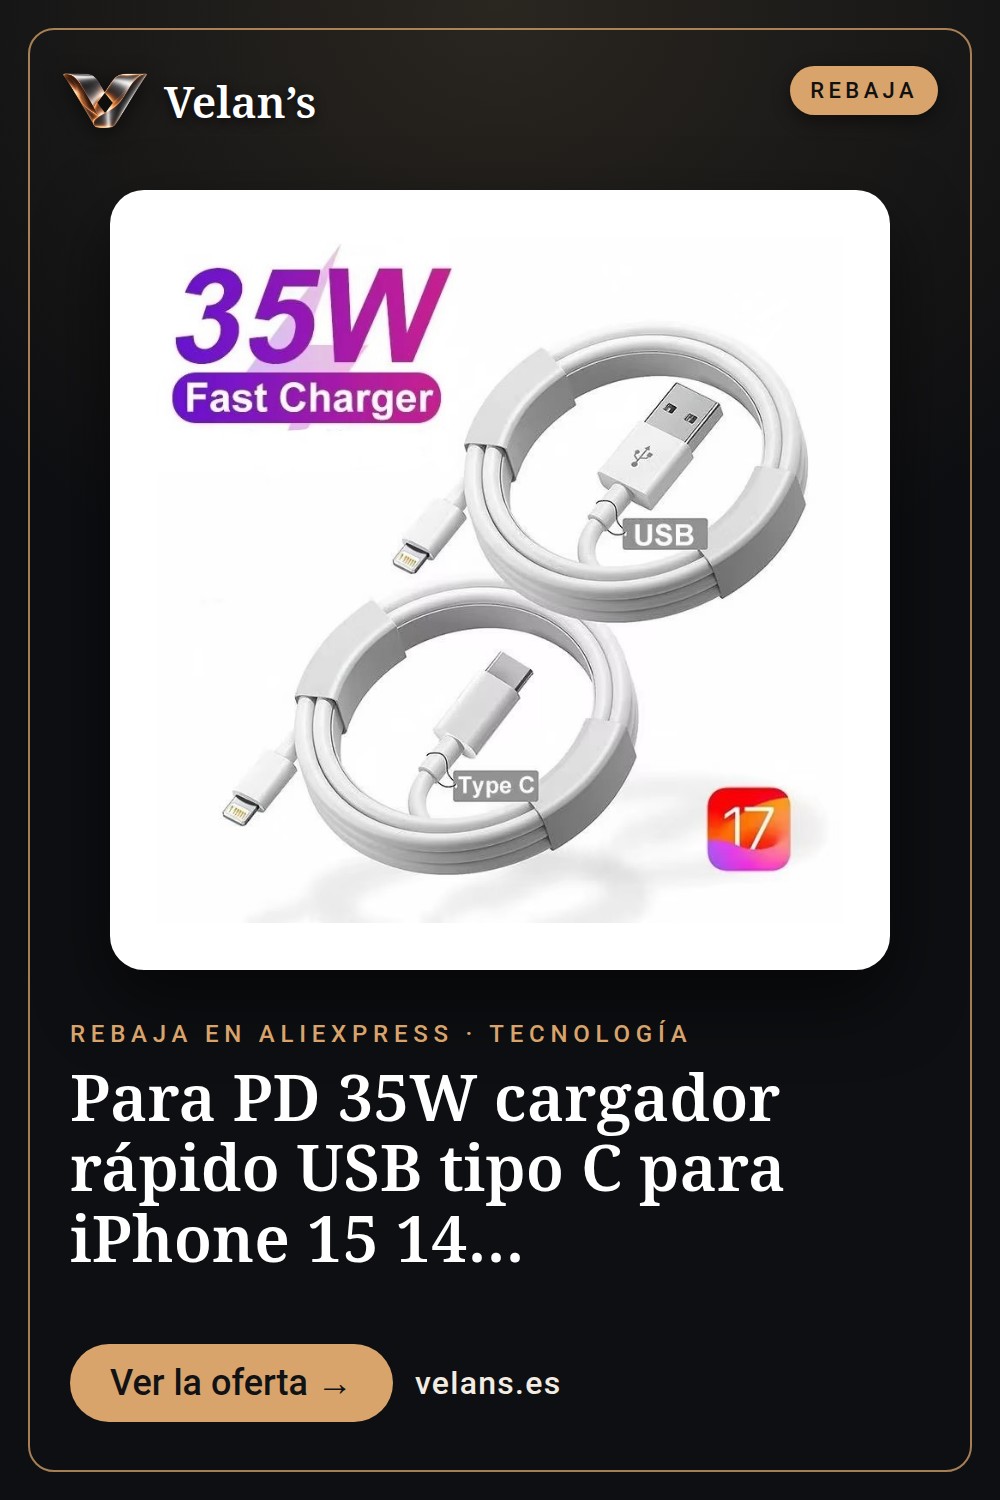 Velan’s
REBAJA
35W
Fast Charger
USB
Type C
17
REBAJA EN ALIEXPRESS · TECNOLOGÍA
Para PD 35W cargador
rápido USB tipo C para
iPhone 15 14...
Ver la oferta →
velans.es